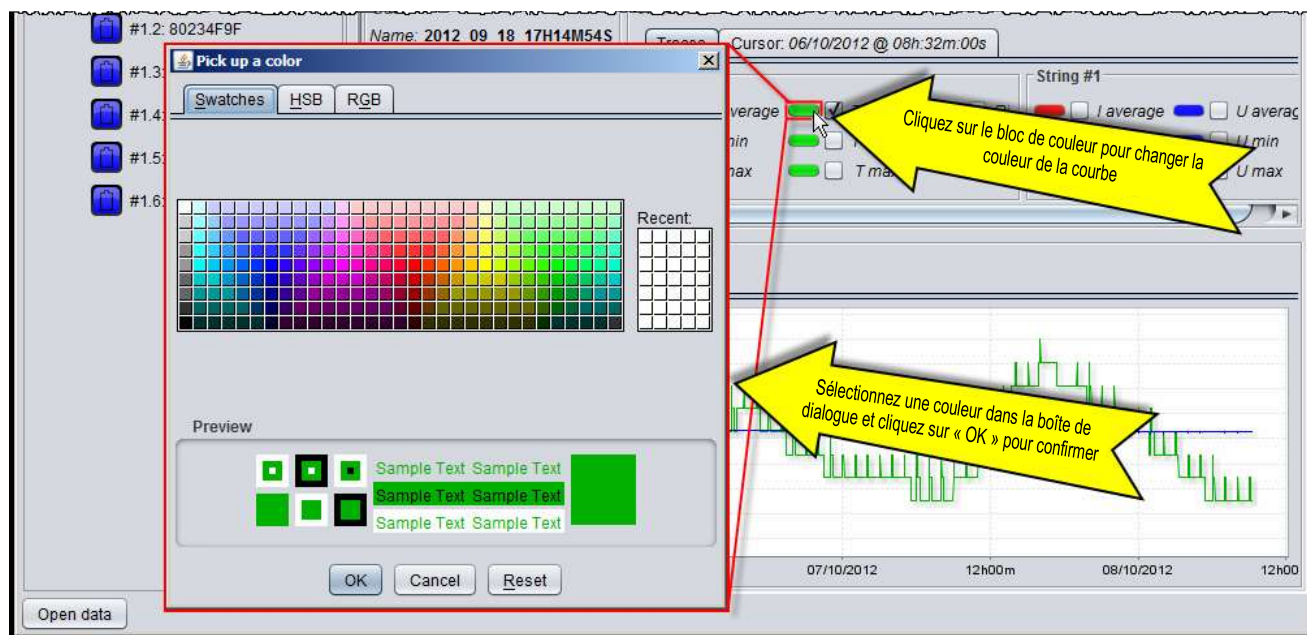 #1.2: 80234F9F
Name: 2012_09_18_17H14M54S
Traces
Cursor: 06/10/2012 @ 08h:32m:00s
Pick up a color
#1.3:
Swatches
HSB
RGB
String #1
#1.4:
verage
I average
U averag
Cliquez sur le bloc de couleur pour changer la
couleur de la courbe
#1.5:
min
U min
max
T max
U max
#1.6:
Recent:
Sélectionnez une couleur dans la boîte de
dialogue et cliquez sur « OK » pour confirmer
Preview
Sample Text Sample Text
Sample Text Sample Text
Sample Text Sample Text
OK
Cancel
Reset
07/10/2012
12h00m
08/10/2012
12h00
Open data